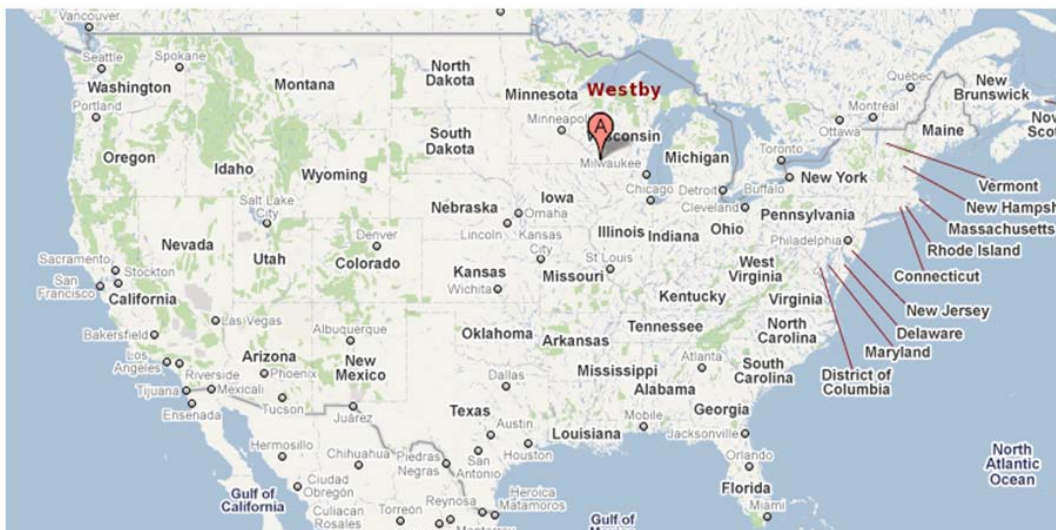 Vancouver
Seattle
Spokane
Washington
Portland
Montana
North
Dakota
Minnesota
Westby
Minneapol
Wisconsin
Milwaukee
Québec
New
Brunswick
Montréal
Ottawa
Maine
Nov
Sco
Oregon
Idaho
Wyoming
South
Dakota
Michigan
Toronto
Buffalo
New York
Vermont
New Hampsh
Massachusetts
Rhode Island
Connecticut
Salt Lake
City
Nebraska
Iowa
Omaha
Lincoln
Chicago
Detroit
Cleveland
Pennsylvania
Philadelphia
Nevada
Utah
Denver
Colorado
Kansas
City
Illinois
Indiana
Ohio
Sacramento
Stockton
San
Francisco
California
Kansas
Wichita
Missouri
St Louis
West
Virginia
Virginia
Kentucky
New Jersey
Delaware
Maryland
District of
Columbia
Bakersfield
Las Vegas
Albuquerque
Oklahoma
Arkansas
Tennessee
North
Carolina
Los
Angeles
Riverside
Arizona
Phoenix
New
Mexico
Dallas
Mississippi
Atlanta
Alabama
South
Carolina
Tijuana
Mexicali
Ensenada
Tucson
Juárez
Texas
Georgia
Austin
Louisiana
Mobile
Jacksonville
Hermosillo
Chihuahua
Piedras
Negras
San
Antonio
Houston
Orlando
North
Atlantic
Ocean
Ciudad
Obregón
Gulf of
California
Culiacan
Rosales
Torreón
Reynosa
Heroica
Matamoros
Florida
Miami
Gulf of
A